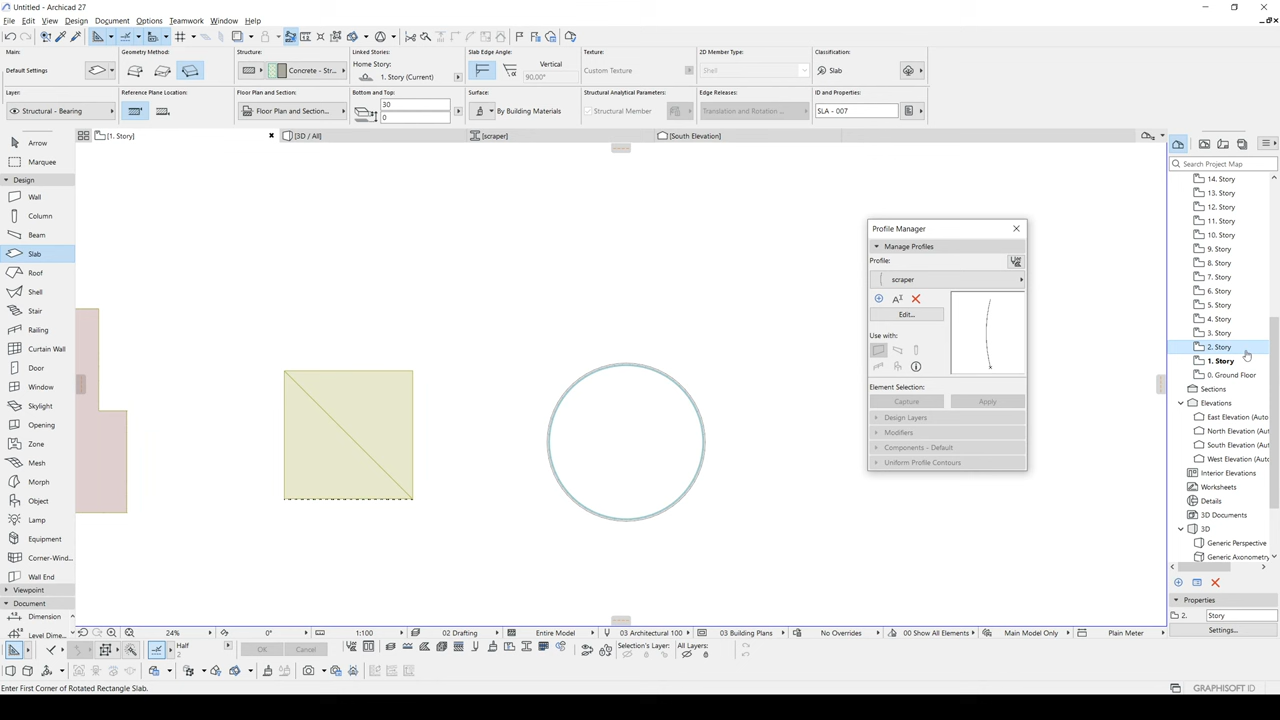 Untitled - Archicad 27
File Edit View Design Document Options Teamwork Window Help
Main: Geometry Method: Structure: Linked Stories: Slab Edge Angle: Texture: 2D Member Type: Classification:
Default Settings Concrete - Str... Home Story: 1. Story (Current) Vertical 90.00° Custom Texture Shell Slab
Layer: Reference Plane Location: Floor Plan and Section: Bottom and Top: Surface: Structural Analytical Parameters: Edge Releases: ID and Properties:
Structural - Bearing Floor Plan and Section... 30 0 By Building Materials Structural Member Translation and Rotation ... SLA - 007
[1. Story] [3D / All] [scraper] [South Elevation]
Arrow
Marquee
Design
Wall
Column
Beam
Slab
Roof
Shell
Stair
Railing
Curtain Wall
Door
Window
Skylight
Opening
Zone
Mesh
Morph
Object
Lamp
Equipment
Corner-Wind...
Wall End
Viewpoint
Document
Dimension
Level Dime...
Profile Manager
Manage Profiles
Profile:
scraper
Edit...
Use with:
Element Selection:
Capture Apply
Design Layers
Modifiers
Components - Default
Uniform Profile Contours
Search Project Map
14. Story
13. Story
12. Story
11. Story
10. Story
9. Story
8. Story
7. Story
6. Story
5. Story
4. Story
3. Story
2. Story
1. Story
0. Ground Floor
Sections
Elevations
East Elevation (Auto
North Elevation (Aut
South Elevation (Aut
West Elevation (Aut
Interior Elevations
Worksheets
Details
3D Documents
3D
Generic Perspective
Generic Axonometry
Properties
2. Story
Settings...
24% 0° 1:100 02 Drafting Entire Model 03 Architectural 100 03 Building Plans No Overrides 00 Show All Elements Main Model Only Plain Meter
Half 2 OK Cancel Selection's Layer: All Layers:
Enter First Corner of Rotated Rectangle Slab.
GRAPHISOFT ID